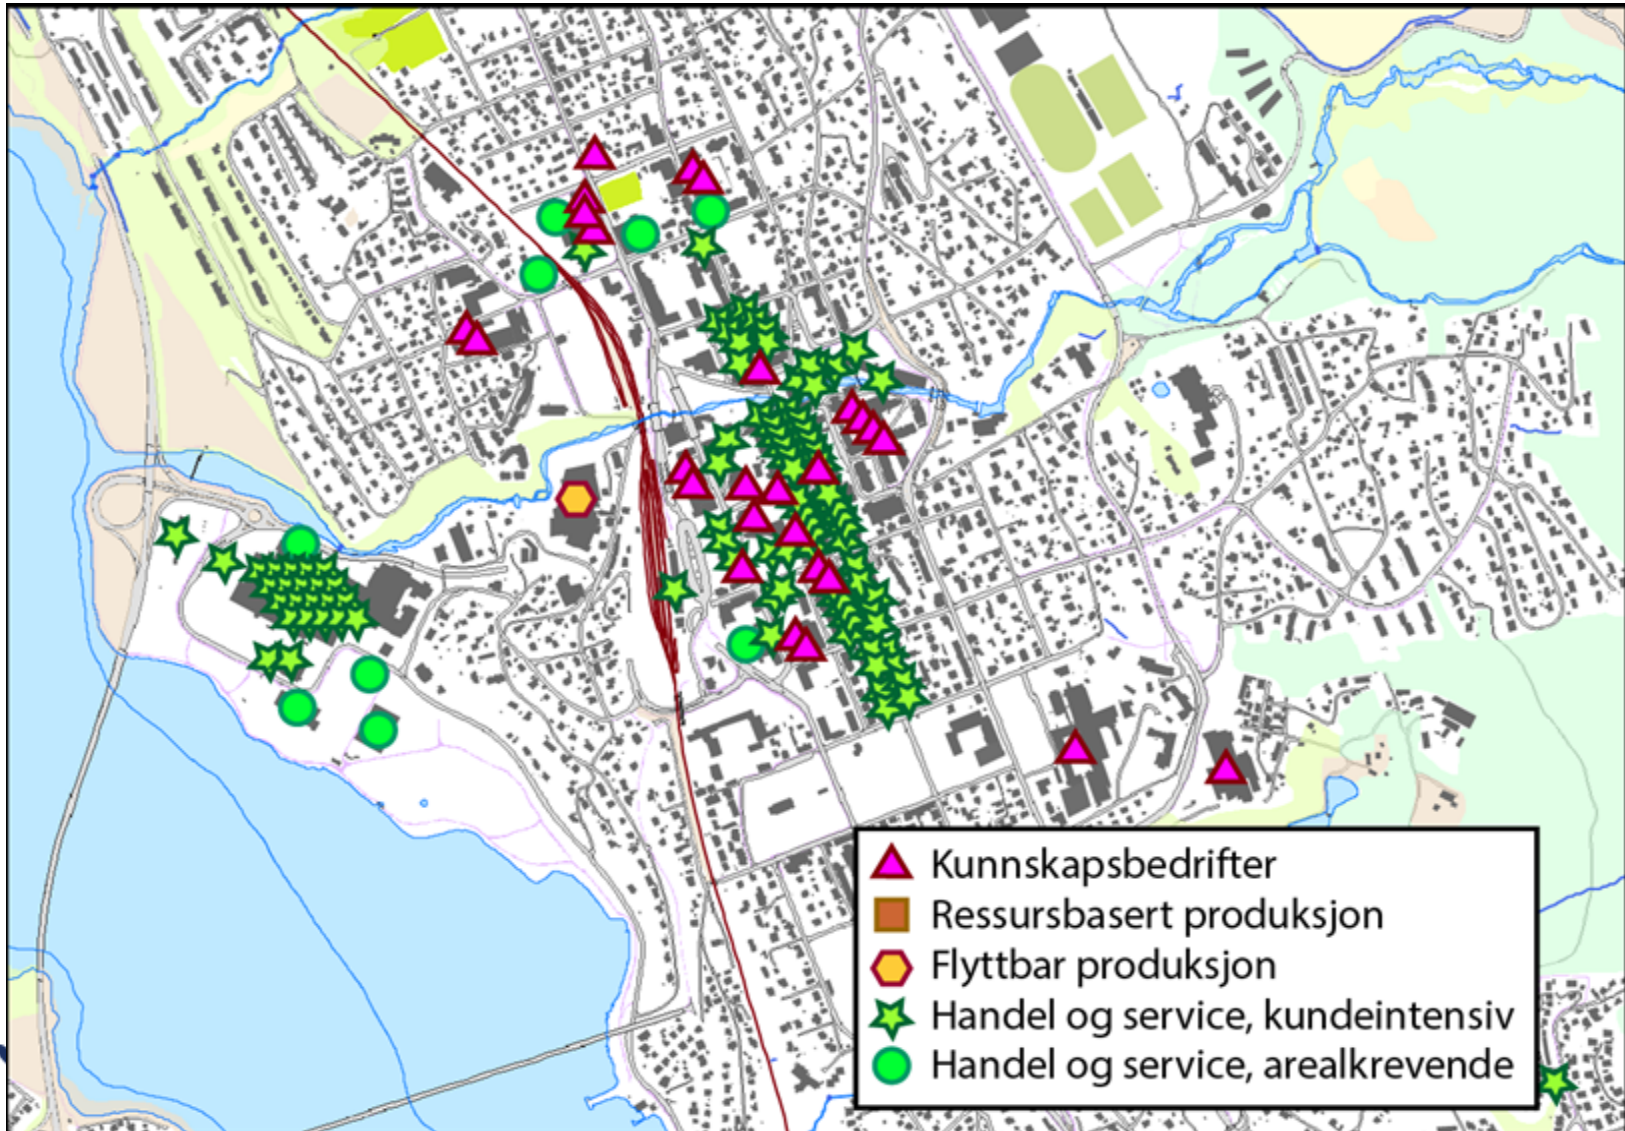 Kunnskapsbedrifter
Ressursbasert produksjon
Flyttbar produksjon
Handel og service, kundeintensiv
Handel og service, arealkrevende